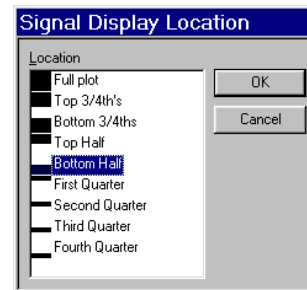 Signal Display Location
Location
Full plot
Top 3/4th's
Bottom 3/4ths
Top Half
Bottom Half
First Quarter
Second Quarter
Third Quarter
Fourth Quarter
OK
Cancel